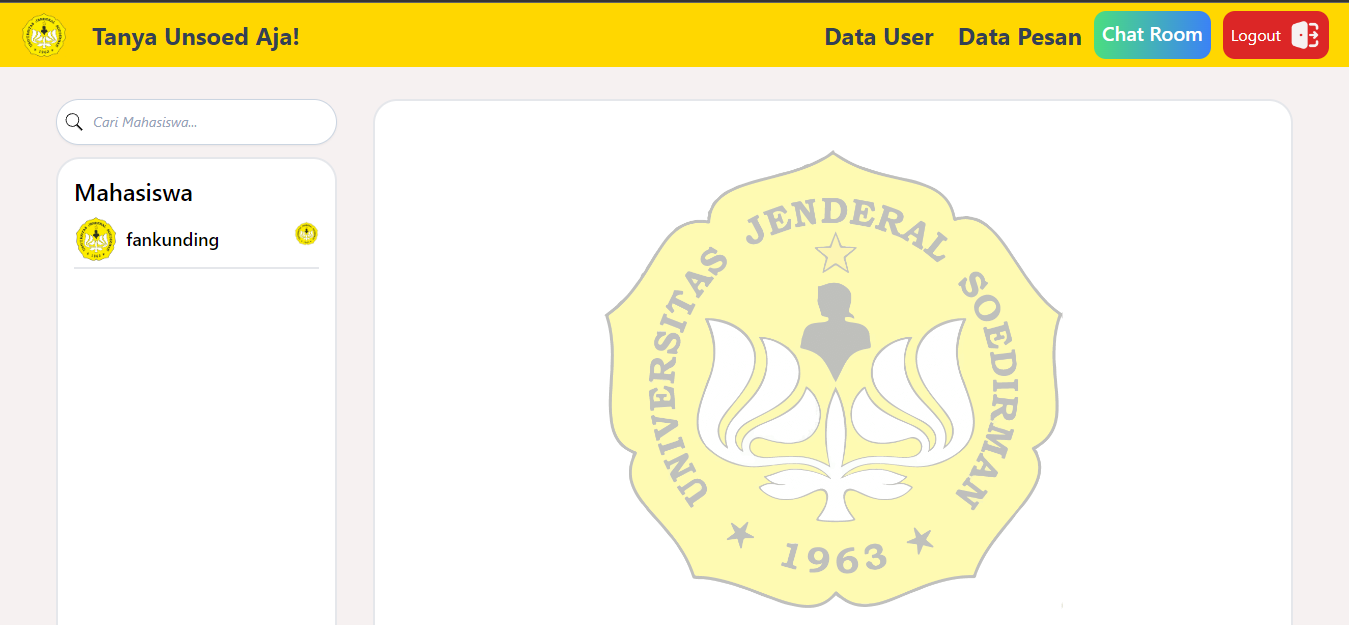 Tanya Unsoed Aja!
Data User
Data Pesan
Chat Room
Logout
Cari Mahasiswa...
Mahasiswa
fankunding
UNIVERSITAS JENDERAL SOEDIRMAN
1963